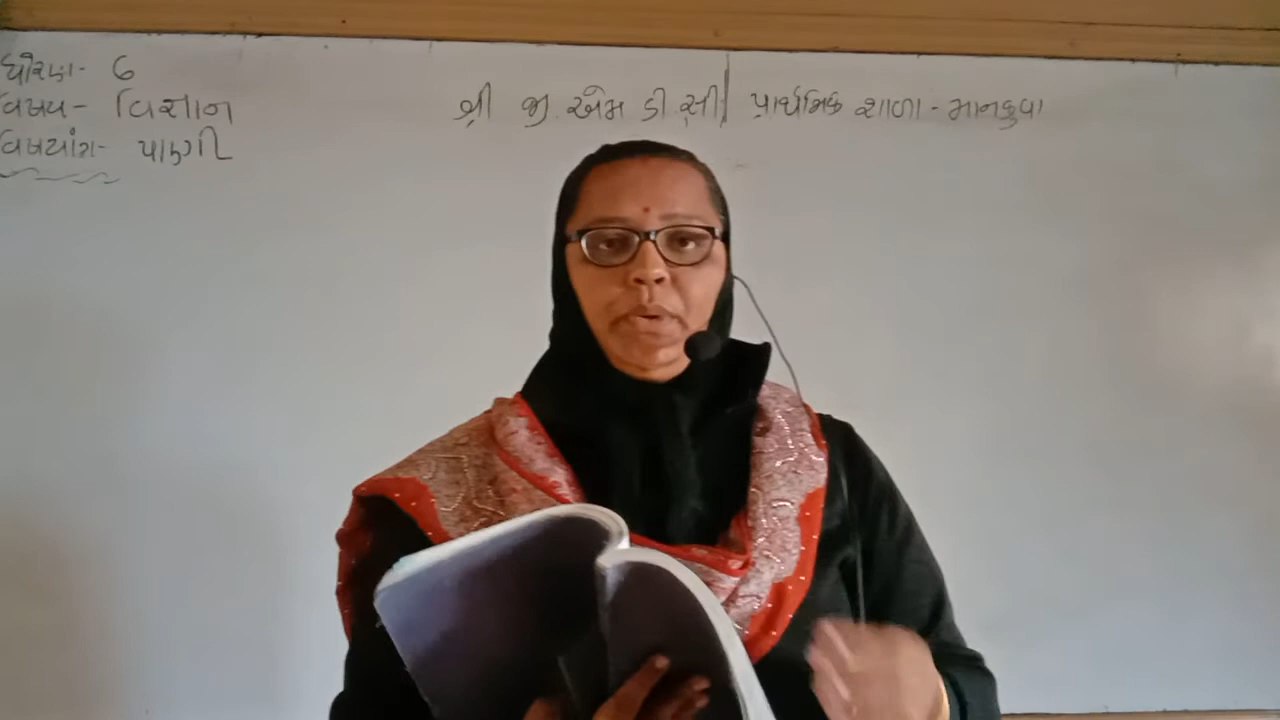 ધોરણ- 6
વિષય- વિજ્ઞાન
વિષયાંગ- પાણી
શ્રી જી. એમ ડી. સી. પ્રાથમિક શાળા - માનકુવા